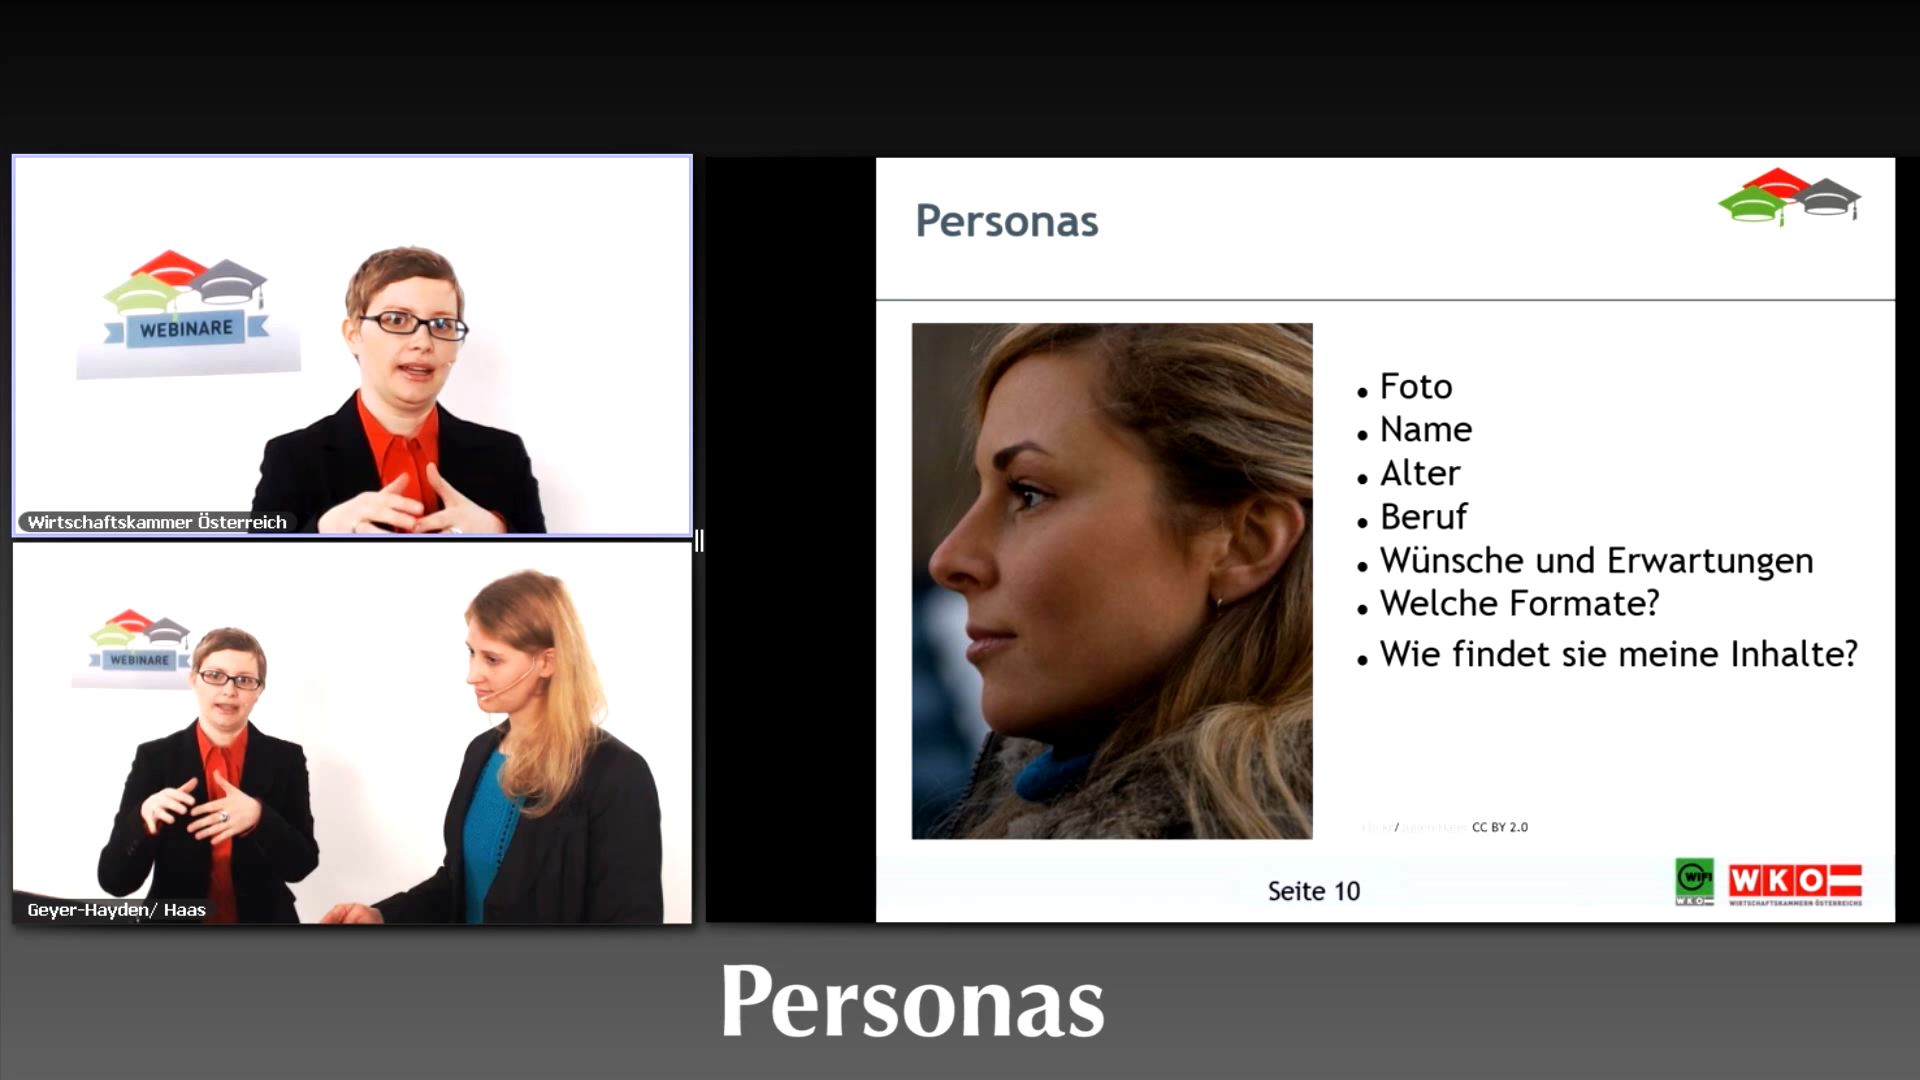 WEBINARE
Wirtschaftskammer Österreich
WEBINARE
Geyer-Hayden/ Haas
Personas
• Foto
• Name
• Alter
• Beruf
• Wünsche und Erwartungen
• Welche Formate?
• Wie findet sie meine Inhalte?
/ CC BY 2.0
Seite 10
WIFI
WKO
WKO
WIRTSCHAFTSKAMMERN ÖSTERREICHS
Personas